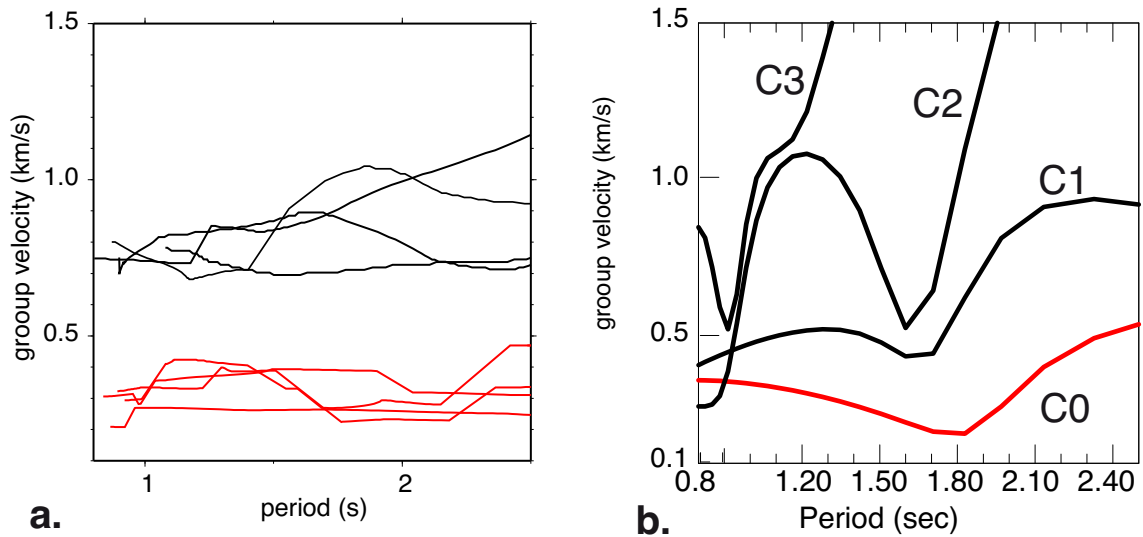 1.5
1.0
0.5
grooup velocity (km/s)
1
2
period (s)
a.
1.5
1.0
0.5
0.1
grooup velocity (km/s)
C3
C2
C1
C0
0.8
1.20
1.50
1.80
2.10
2.40
Period (sec)
b.